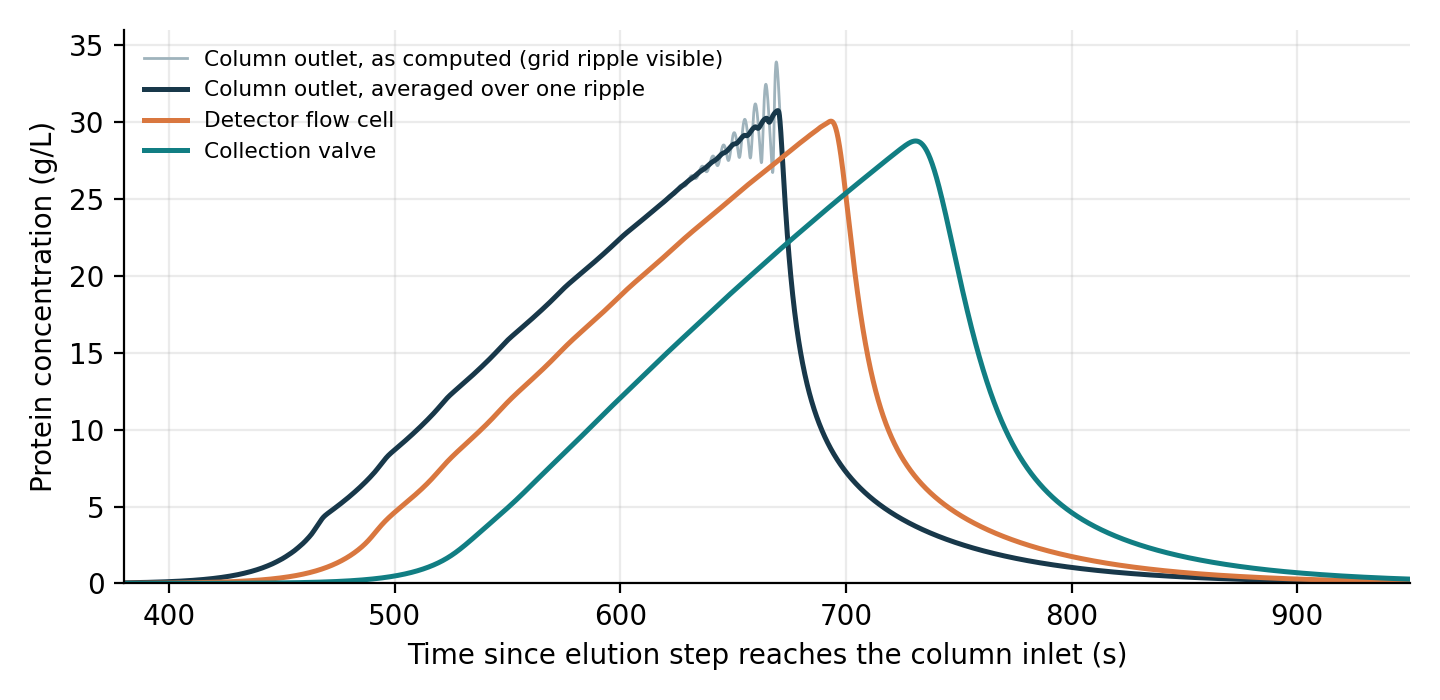 Column outlet, as computed (grid ripple visible)
Column outlet, averaged over one ripple
Detector flow cell
Collection valve
Protein concentration (g/L)
35
30
25
20
15
10
5
0
400 500 600 700 800 900
Time since elution step reaches the column inlet (s)